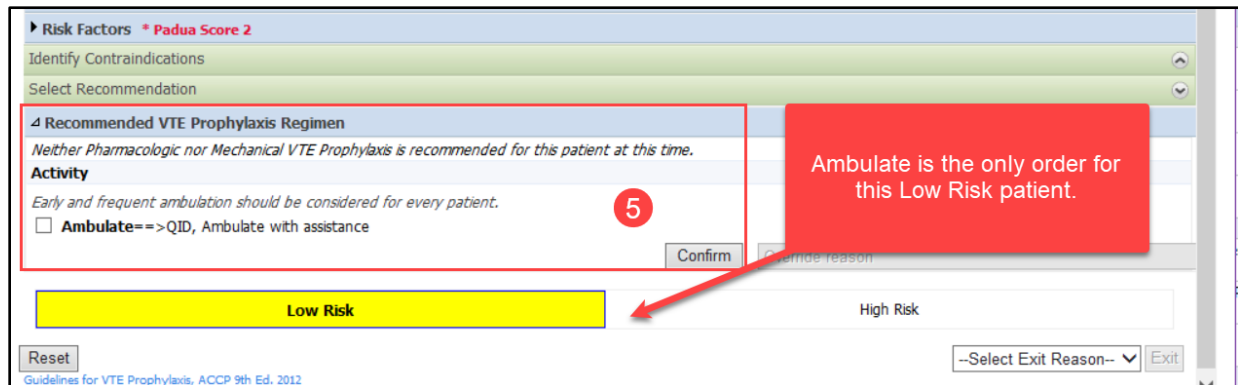 Risk Factors * Padua Score 2
Identify Contraindications
Select Recommendation
Recommended VTE Prophylaxis Regimen
Neither Pharmacologic nor Mechanical VTE Prophylaxis is recommended for this patient at this time.
Activity
Early and frequent ambulation should be considered for every patient.
Ambulate==>QID, Ambulate with assistance
5
Ambulate is the only order for
this Low Risk patient.
Confirm
Override reason
Low Risk
High Risk
Reset
--Select Exit Reason--
Exit
Guidelines for VTE Prophylaxis, ACCP 9th Ed. 2012